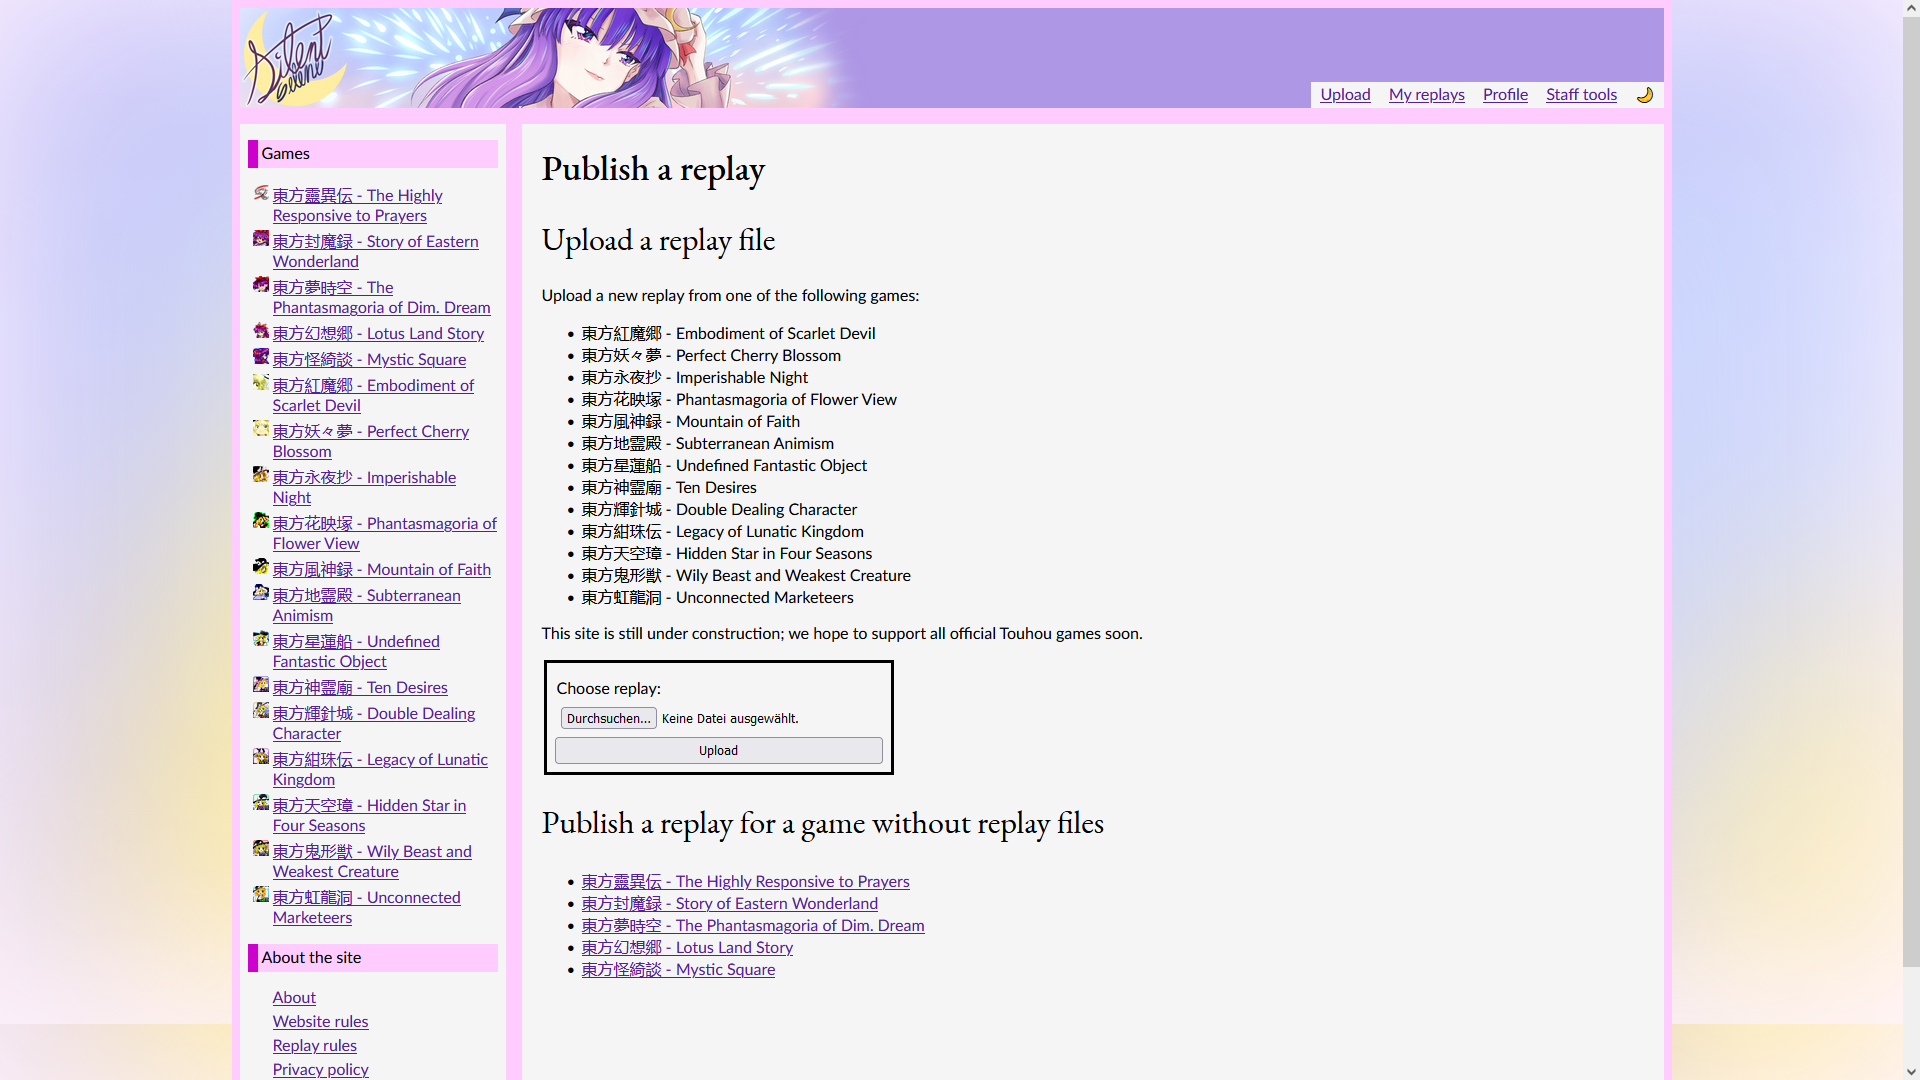 Silent Selene
Upload
My replays
Profile
Staff tools
Games
東方靈異伝 - The Highly
Responsive to Prayers
東方封魔録 - Story of Eastern
Wonderland
東方夢時空 - The
Phantasmagoria of Dim. Dream
東方幻想郷 - Lotus Land Story
東方怪綺談 - Mystic Square
東方紅魔郷 - Embodiment of
Scarlet Devil
東方妖々夢 - Perfect Cherry
Blossom
東方永夜抄 - Imperishable
Night
東方花映塚 - Phantasmagoria of
Flower View
東方風神録 - Mountain of Faith
東方地霊殿 - Subterranean
Animism
東方星蓮船 - Undefined
Fantastic Object
東方神霊廟 - Ten Desires
東方輝針城 - Double Dealing
Character
東方紺珠伝 - Legacy of Lunatic
Kingdom
東方天空璋 - Hidden Star in
Four Seasons
東方鬼形獣 - Wily Beast and
Weakest Creature
東方虹龍洞 - Unconnected
Marketeers
About the site
About
Website rules
Replay rules
Privacy policy
Publish a replay
Upload a replay file
Upload a new replay from one of the following games:
東方紅魔郷 - Embodiment of Scarlet Devil
東方妖々夢 - Perfect Cherry Blossom
東方永夜抄 - Imperishable Night
東方花映塚 - Phantasmagoria of Flower View
東方風神録 - Mountain of Faith
東方地霊殿 - Subterranean Animism
東方星蓮船 - Undefined Fantastic Object
東方神霊廟 - Ten Desires
東方輝針城 - Double Dealing Character
東方紺珠伝 - Legacy of Lunatic Kingdom
東方天空璋 - Hidden Star in Four Seasons
東方鬼形獣 - Wily Beast and Weakest Creature
東方虹龍洞 - Unconnected Marketeers
This site is still under construction; we hope to support all official Touhou games soon.
Choose replay:
Durchsuchen... Keine Datei ausgewählt.
Upload
Publish a replay for a game without replay files
東方靈異伝 - The Highly Responsive to Prayers
東方封魔録 - Story of Eastern Wonderland
東方夢時空 - The Phantasmagoria of Dim. Dream
東方幻想郷 - Lotus Land Story
東方怪綺談 - Mystic Square